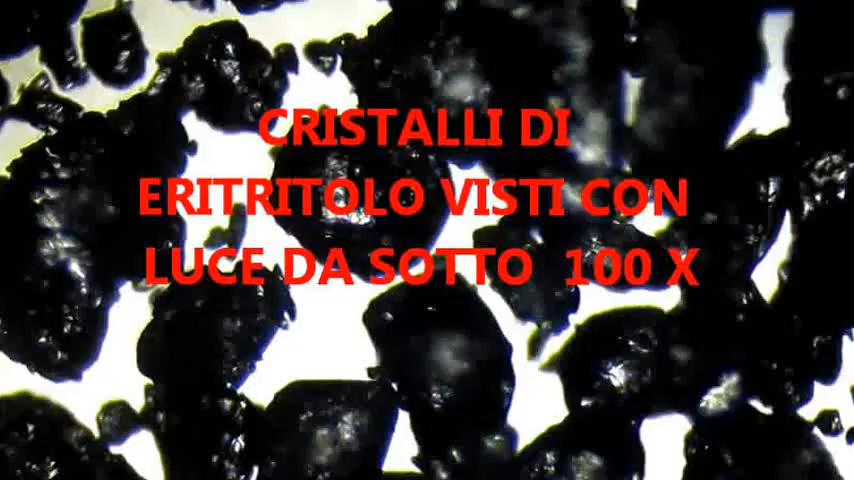 CRISTALLI DI
ERITRITOLO VISTI CON
LUCE DA SOTTO 100 X